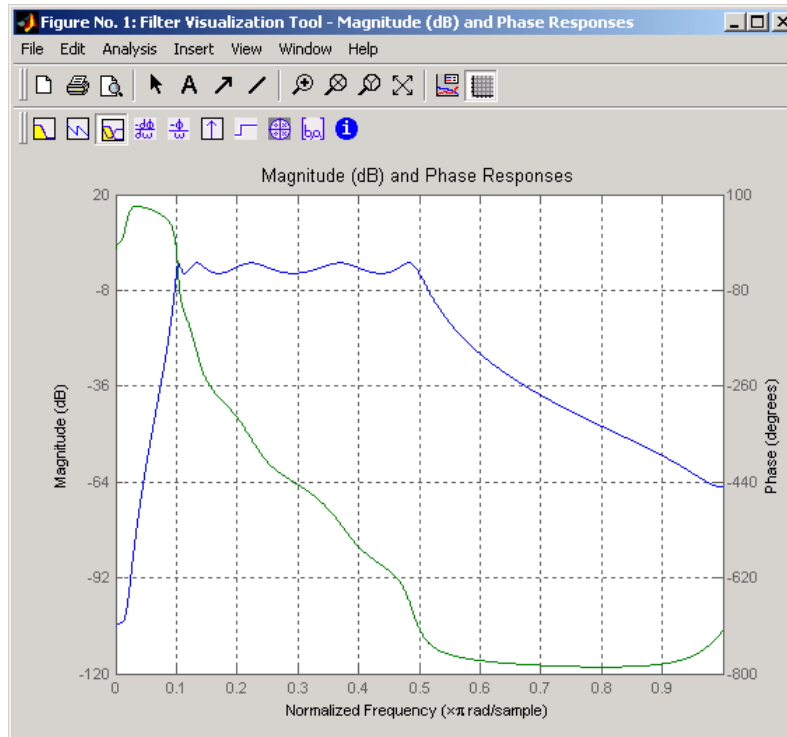 Figure No. 1: Filter Visualization Tool - Magnitude (dB) and Phase Responses
File Edit Analysis Insert View Window Help
A
[b,a]
i
Magnitude (dB) and Phase Responses
20
-8
-36
-64
-92
-120
Magnitude (dB)
100
-80
-260
-440
-620
-800
Phase (degrees)
0 0.1 0.2 0.3 0.4 0.5 0.6 0.7 0.8 0.9
Normalized Frequency (×π rad/sample)